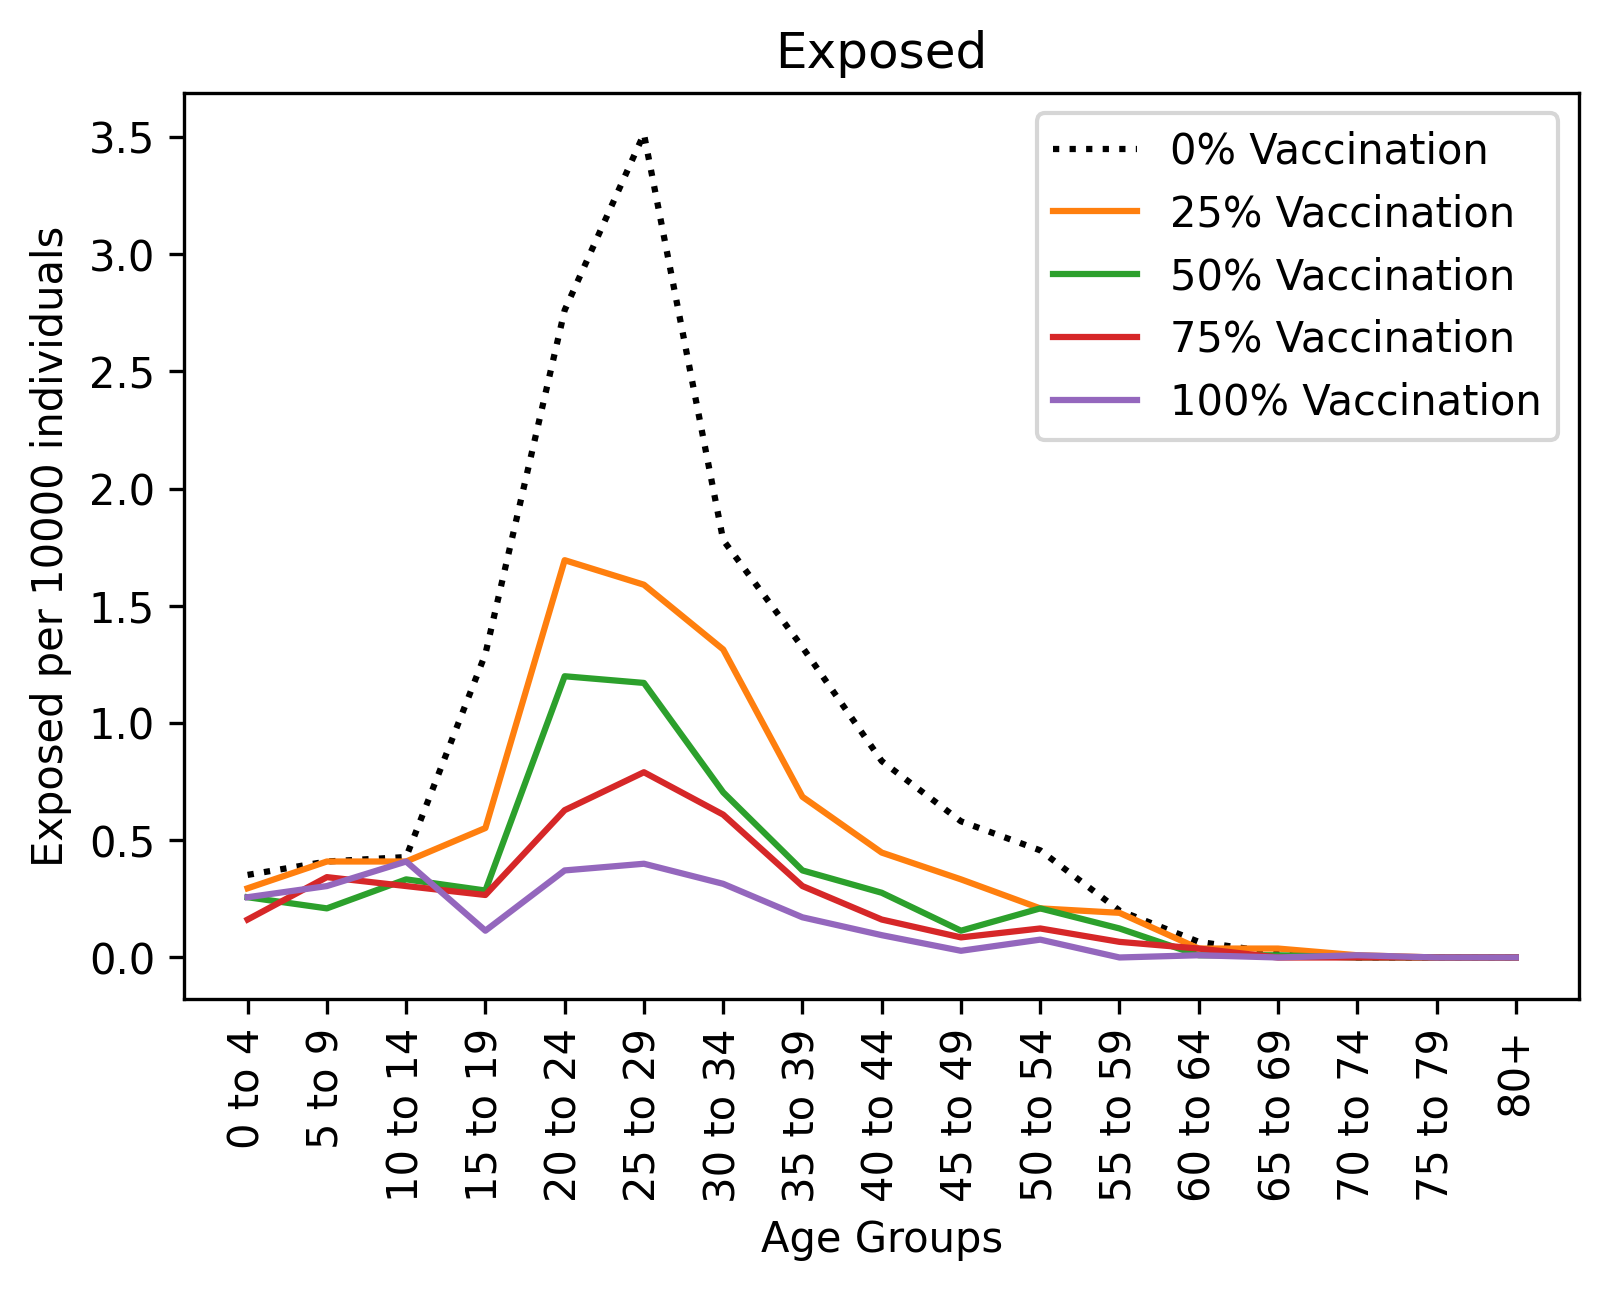 Exposed
3.5
3.0
2.5
2.0
1.5
1.0
0.5
0.0
Exposed per 10000 individuals
0% Vaccination
25% Vaccination
50% Vaccination
75% Vaccination
100% Vaccination
0 to 4
5 to 9
10 to 14
15 to 19
20 to 24
25 to 29
30 to 34
35 to 39
40 to 44
45 to 49
50 to 54
55 to 59
60 to 64
65 to 69
70 to 74
75 to 79
80+
Age Groups